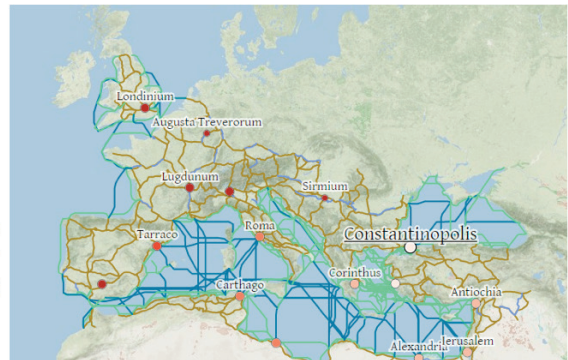 Londinium
Augusta Treverorum
Lugdunum
Sirmium
Tarraco
Roma
Constantinopolis
Corinthus
Carthago
Antiochia
Alexandria
Jerusalem